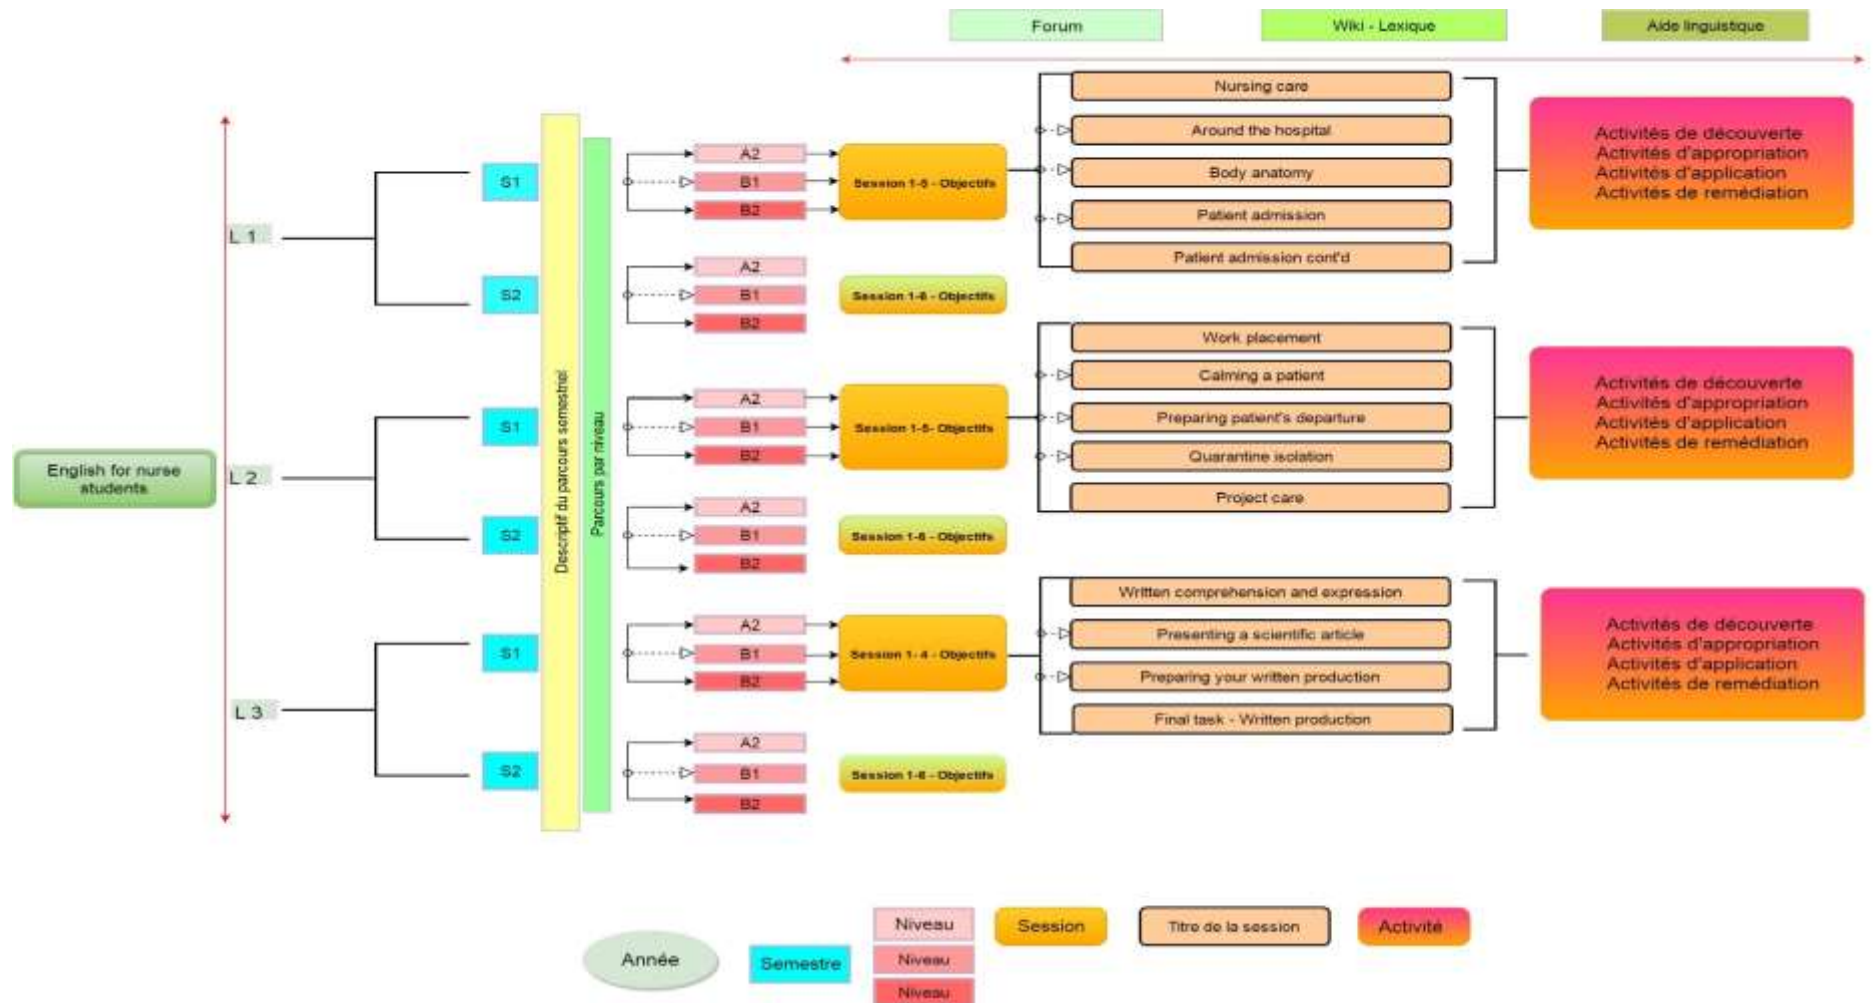 Forum
Wiki - Lexique
Aide linguistique
English for nurse
students
L 1
L 2
L 3
S1
S2
S1
S2
S1
S2
Descriptif du parcours semestriel
Parcours par niveau
A2
B1
B2
A2
B1
B2
A2
B1
B2
A2
B1
B2
A2
B1
B2
A2
B1
B2
Session 1-5 - Objectifs
Session 1-6 - Objectifs
Session 1-5- Objectifs
Session 1-6 - Objectifs
Session 1- 4 - Objectifs
Session 1-6 - Objectifs
Nursing care
Around the hospital
Body anatomy
Patient admission
Patient admission cont'd
Work placement
Calming a patient
Preparing patient's departure
Quarantine isolation
Project care
Written comprehension and expression
Presenting a scientific article
Preparing your written production
Final task - Written production
Activités de découverte
Activités d'appropriation
Activités d'application
Activités de remédiation
Activités de découverte
Activités d'appropriation
Activités d'application
Activités de remédiation
Activités de découverte
Activités d'appropriation
Activités d'application
Activités de remédiation
Année
Semestre
Niveau
Niveau
Niveau
Session
Titre de la session
Activité